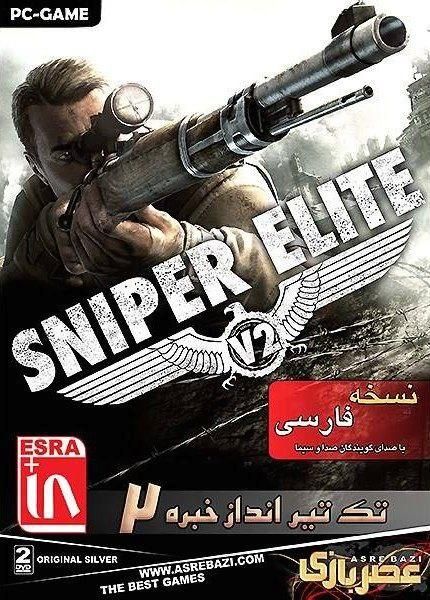 PC-GAME
SNIPER ELITE
V2
نسخه
فارسی
با صدای گویندگان صدا و سیما
ESRA
+۱۸
تک تیر انداز خبره ۲
2
DVD
ORIGINAL SILVER
WWW.ASREBAZI.COM
THE BEST GAMES
ASRE BAZI
عصر بازی